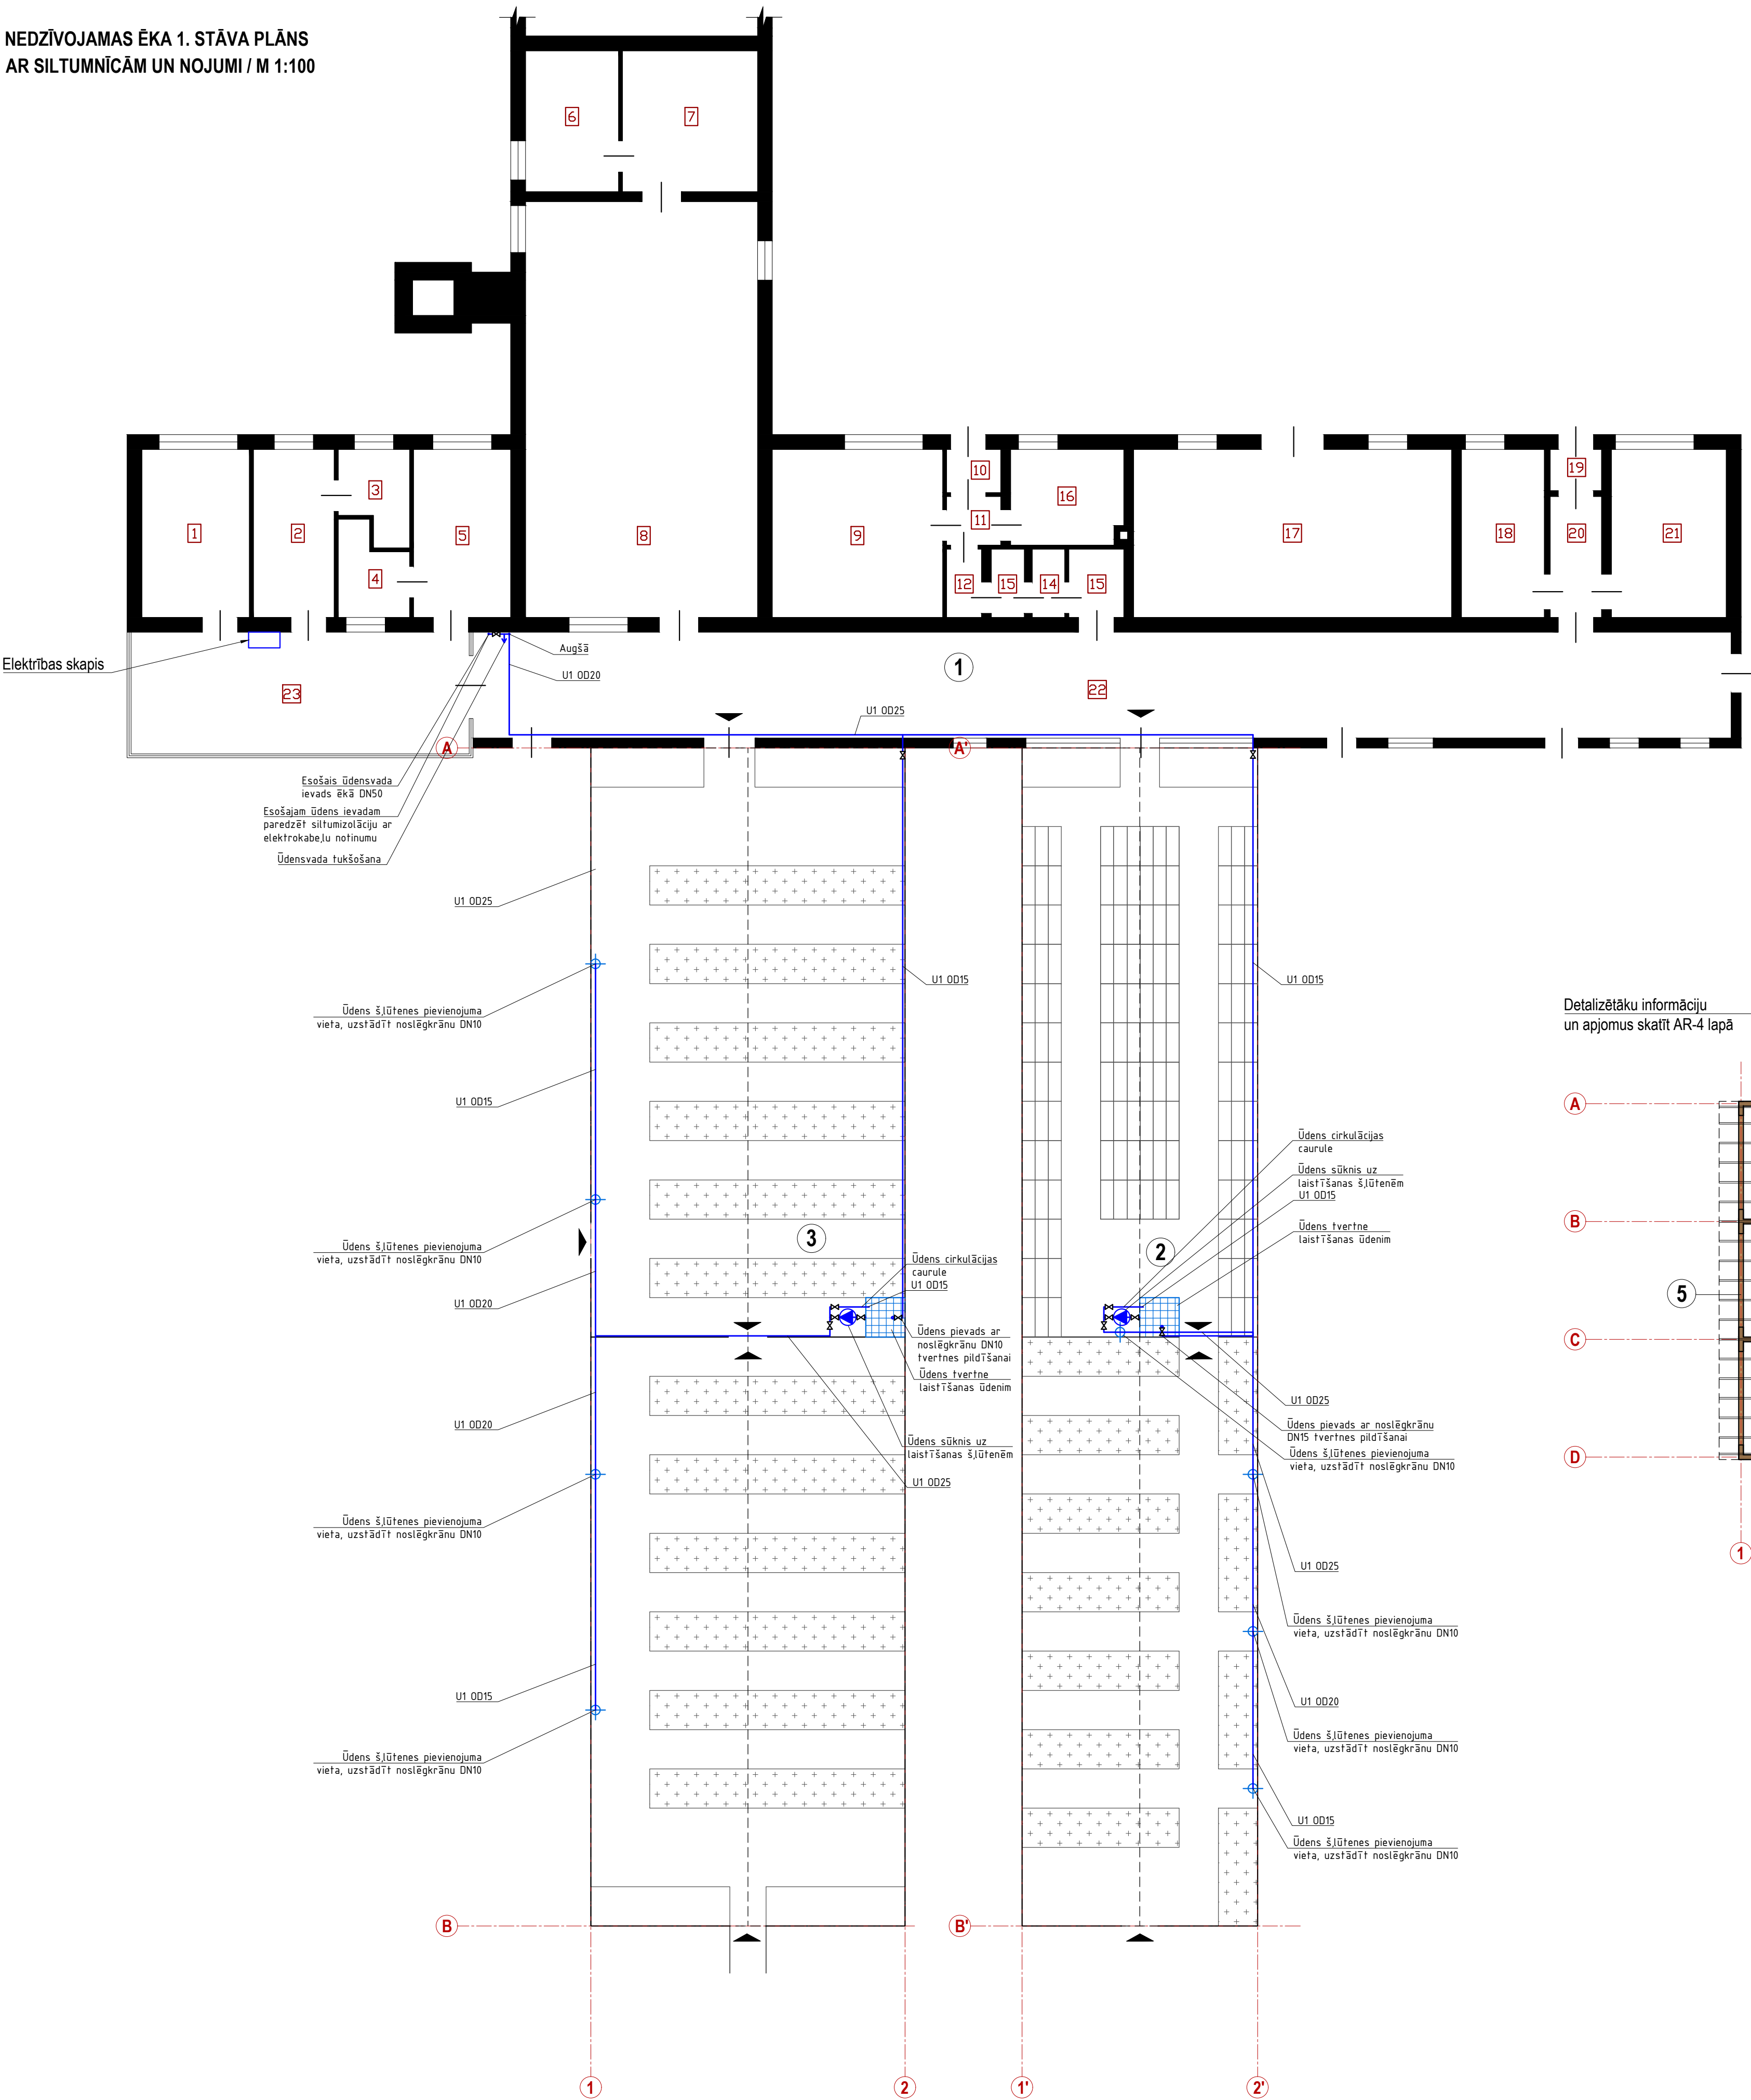 NEDZĪVOJAMAS ĒKA 1. STĀVA PLĀNS
AR SILTUMNĪCĀM UN NOJUMI / M 1:100
6
7
1
2
3
4
5
8
9
10
11
12
15
14
15
16
17
18
19
20
21
Elektrības skapis
23
Augšā
U1 OD20
1
22
U1 OD25
A
A'
Esošais ūdensvada
ievads ēkā DN50
Esošajam ūdens ievadam
paredzēt siltumizolāciju ar
elektrokabeļu notinumu
Ūdensvada tukšošana
U1 OD25
Ūdens šļūtenes pievienojuma
vieta, uzstādīt noslēgkrānu DN10
U1 OD15
U1 OD15
U1 OD15
Detalizētāku informāciju
un apjomus skatīt AR-4 lapā
A
B
C
D
5
1
Ūdens šļūtenes pievienojuma
vieta, uzstādīt noslēgkrānu DN10
U1 OD20
3
Ūdens cirkulācijas
caurule
U1 OD15
Ūdens pievads ar
noslēgkrānu DN10
tvertnes pildīšanai
Ūdens tvertne
laistīšanas ūdenim
Ūdens sūknis uz
laistīšanas šļūtenēm
U1 OD25
2
Ūdens cirkulācijas
caurule
Ūdens sūknis uz
laistīšanas šļūtenēm
U1 OD15
Ūdens tvertne
laistīšanas ūdenim
U1 OD25
Ūdens pievads ar noslēgkrānu
DN15 tvertnes pildīšanai
Ūdens šļūtenes pievienojuma
vieta, uzstādīt noslēgkrānu DN10
U1 OD20
Ūdens šļūtenes pievienojuma
vieta, uzstādīt noslēgkrānu DN10
U1 OD15
Ūdens šļūtenes pievienojuma
vieta, uzstādīt noslēgkrānu DN10
U1 OD25
Ūdens šļūtenes pievienojuma
vieta, uzstādīt noslēgkrānu DN10
U1 OD20
Ūdens šļūtenes pievienojuma
vieta, uzstādīt noslēgkrānu DN10
U1 OD15
Ūdens šļūtenes pievienojuma
vieta, uzstādīt noslēgkrānu DN10
B
B'
1
2
1'
2'